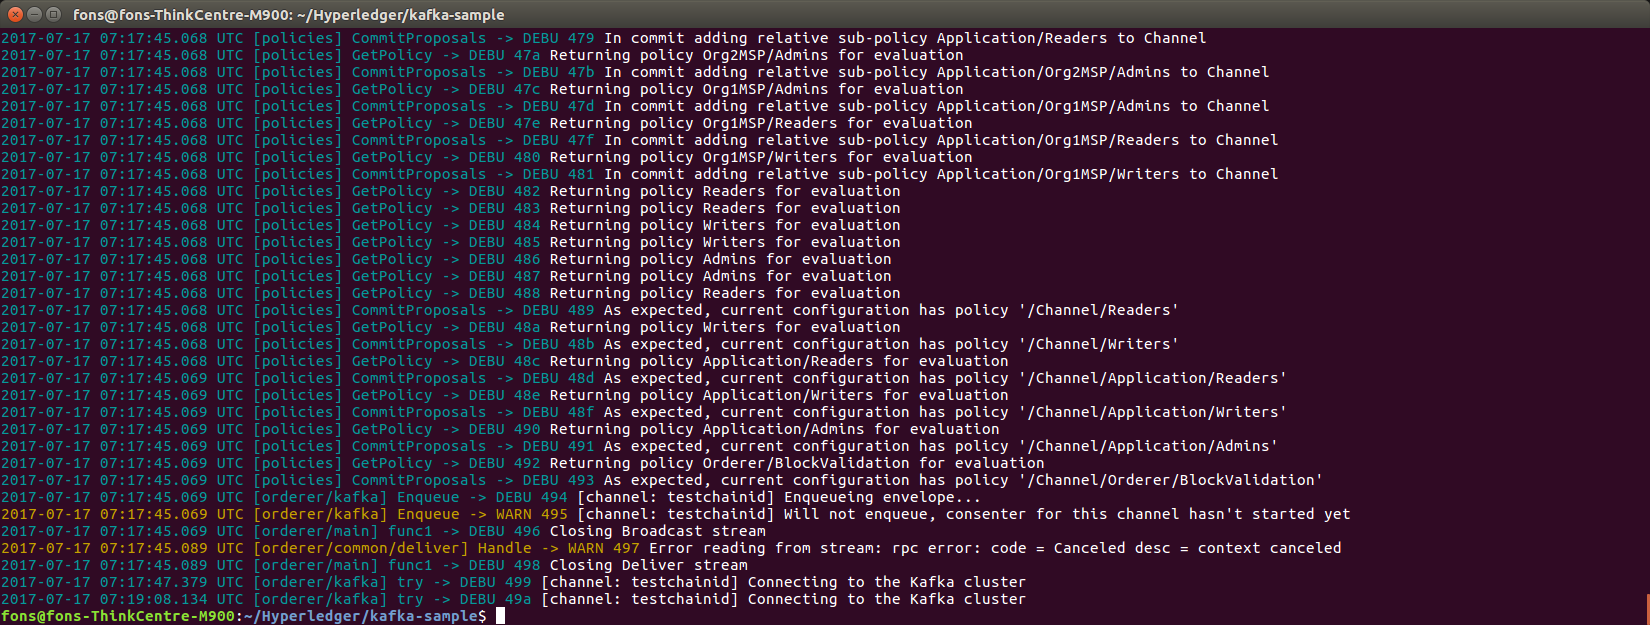 fons@fons-ThinkCentre-M900: ~/Hyperledger/kafka-sample
2017-07-17 07:17:45.068 UTC [policies] CommitProposals -> DEBU 479 In commit adding relative sub-policy Application/Readers to Channel
2017-07-17 07:17:45.068 UTC [policies] GetPolicy -> DEBU 47a Returning policy Org2MSP/Admins for evaluation
2017-07-17 07:17:45.068 UTC [policies] CommitProposals -> DEBU 47b In commit adding relative sub-policy Application/Org2MSP/Admins to Channel
2017-07-17 07:17:45.068 UTC [policies] GetPolicy -> DEBU 47c Returning policy Org1MSP/Admins for evaluation
2017-07-17 07:17:45.068 UTC [policies] CommitProposals -> DEBU 47d In commit adding relative sub-policy Application/Org1MSP/Admins to Channel
2017-07-17 07:17:45.068 UTC [policies] GetPolicy -> DEBU 47e Returning policy Org1MSP/Readers for evaluation
2017-07-17 07:17:45.068 UTC [policies] CommitProposals -> DEBU 47f In commit adding relative sub-policy Application/Org1MSP/Readers to Channel
2017-07-17 07:17:45.068 UTC [policies] GetPolicy -> DEBU 480 Returning policy Org1MSP/Writers for evaluation
2017-07-17 07:17:45.068 UTC [policies] CommitProposals -> DEBU 481 In commit adding relative sub-policy Application/Org1MSP/Writers to Channel
2017-07-17 07:17:45.068 UTC [policies] GetPolicy -> DEBU 482 Returning policy Readers for evaluation
2017-07-17 07:17:45.068 UTC [policies] GetPolicy -> DEBU 483 Returning policy Readers for evaluation
2017-07-17 07:17:45.068 UTC [policies] GetPolicy -> DEBU 484 Returning policy Writers for evaluation
2017-07-17 07:17:45.068 UTC [policies] GetPolicy -> DEBU 485 Returning policy Writers for evaluation
2017-07-17 07:17:45.068 UTC [policies] GetPolicy -> DEBU 486 Returning policy Admins for evaluation
2017-07-17 07:17:45.068 UTC [policies] GetPolicy -> DEBU 487 Returning policy Admins for evaluation
2017-07-17 07:17:45.068 UTC [policies] GetPolicy -> DEBU 488 Returning policy Readers for evaluation
2017-07-17 07:17:45.068 UTC [policies] CommitProposals -> DEBU 489 As expected, current configuration has policy '/Channel/Readers'
2017-07-17 07:17:45.068 UTC [policies] GetPolicy -> DEBU 48a Returning policy Writers for evaluation
2017-07-17 07:17:45.068 UTC [policies] CommitProposals -> DEBU 48b As expected, current configuration has policy '/Channel/Writers'
2017-07-17 07:17:45.068 UTC [policies] GetPolicy -> DEBU 48c Returning policy Application/Readers for evaluation
2017-07-17 07:17:45.069 UTC [policies] CommitProposals -> DEBU 48d As expected, current configuration has policy '/Channel/Application/Readers'
2017-07-17 07:17:45.069 UTC [policies] GetPolicy -> DEBU 48e Returning policy Application/Writers for evaluation
2017-07-17 07:17:45.069 UTC [policies] CommitProposals -> DEBU 48f As expected, current configuration has policy '/Channel/Application/Writers'
2017-07-17 07:17:45.069 UTC [policies] GetPolicy -> DEBU 490 Returning policy Application/Admins for evaluation
2017-07-17 07:17:45.069 UTC [policies] CommitProposals -> DEBU 491 As expected, current configuration has policy '/Channel/Application/Admins'
2017-07-17 07:17:45.069 UTC [policies] GetPolicy -> DEBU 492 Returning policy Orderer/BlockValidation for evaluation
2017-07-17 07:17:45.069 UTC [policies] CommitProposals -> DEBU 493 As expected, current configuration has policy '/Channel/Orderer/BlockValidation'
2017-07-17 07:17:45.069 UTC [orderer/kafka] Enqueue -> DEBU 494 [channel: testchainid] Enqueueing envelope...
2017-07-17 07:17:45.069 UTC [orderer/kafka] Enqueue -> WARN 495 [channel: testchainid] Will not enqueue, consenter for this channel hasn't started yet
2017-07-17 07:17:45.069 UTC [orderer/main] func1 -> DEBU 496 Closing Broadcast stream
2017-07-17 07:17:45.089 UTC [orderer/common/deliver] Handle -> WARN 497 Error reading from stream: rpc error: code = Canceled desc = context canceled
2017-07-17 07:17:45.089 UTC [orderer/main] func1 -> DEBU 498 Closing Deliver stream
2017-07-17 07:17:47.379 UTC [orderer/kafka] try -> DEBU 499 [channel: testchainid] Connecting to the Kafka cluster
2017-07-17 07:19:08.134 UTC [orderer/kafka] try -> DEBU 49a [channel: testchainid] Connecting to the Kafka cluster
fons@fons-ThinkCentre-M900:~/Hyperledger/kafka-sample$